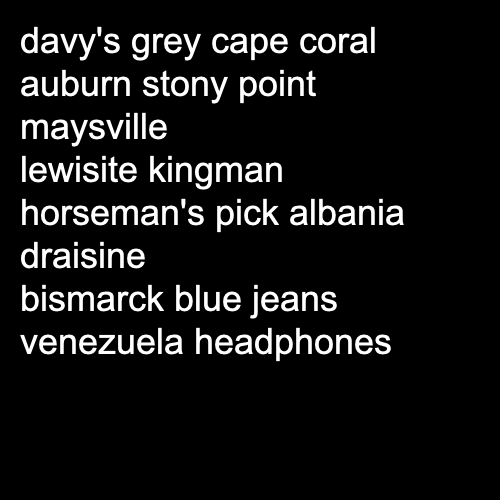 davy's grey cape coral
auburn stony point
maysville
lewisite kingman
horseman's pick albania
draisine
bismarck blue jeans
venezuela headphones